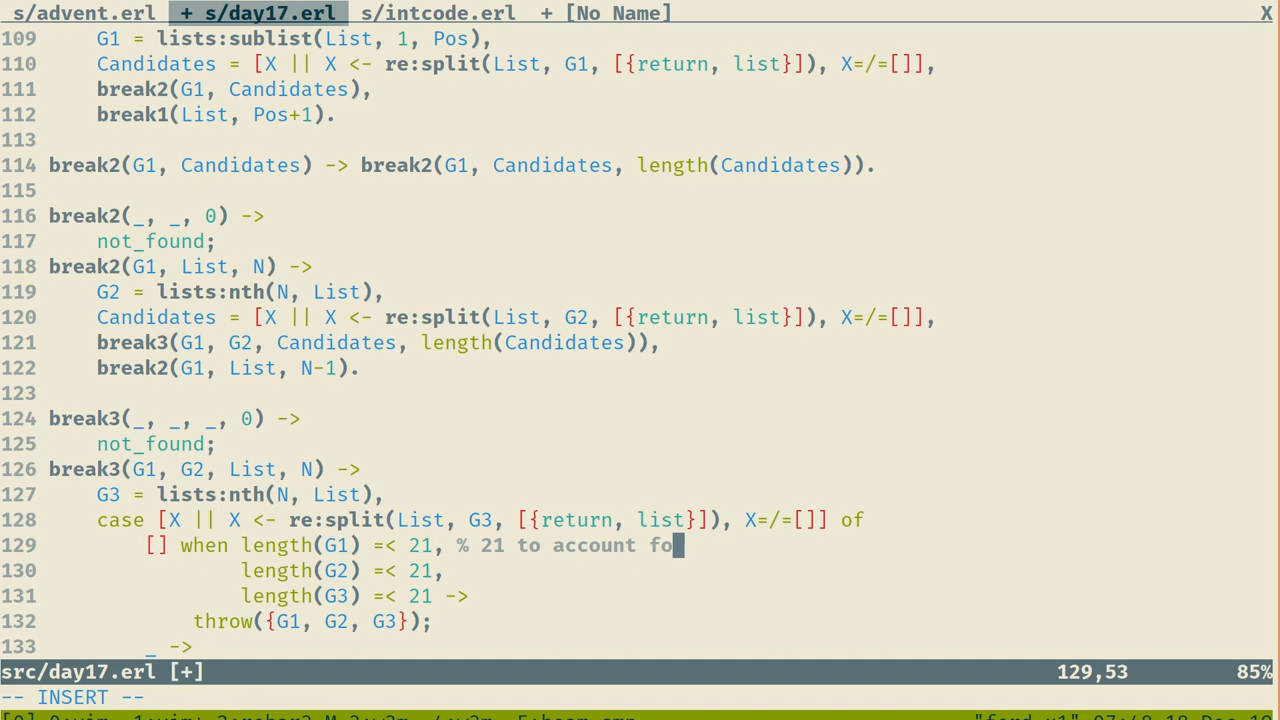 s/advent.erl + s/day17.erl s/intcode.erl + [No Name] X
109 G1 = lists:sublist(List, 1, Pos),
110 Candidates = [X || X <- re:split(List, G1, [{return, list}]), X=/=[]],
111 break2(G1, Candidates),
112 break1(List, Pos+1).
113
114 break2(G1, Candidates) -> break2(G1, Candidates, length(Candidates)).
115
116 break2(_, _, 0) ->
117 not_found;
118 break2(G1, List, N) ->
119 G2 = lists:nth(N, List),
120 Candidates = [X || X <- re:split(List, G2, [{return, list}]), X=/=[]],
121 break3(G1, G2, Candidates, length(Candidates)),
122 break2(G1, List, N-1).
123
124 break3(_, _, _, 0) ->
125 not_found;
126 break3(G1, G2, List, N) ->
127 G3 = lists:nth(N, List),
128 case [X || X <- re:split(List, G3, [{return, list}]), X=/=[]] of
129 [] when length(G1) =< 21, % 21 to account fo
130 length(G2) =< 21,
131 length(G3) =< 21 ->
132 throw({G1, G2, G3});
133 _ ->
src/day17.erl [+] 129,53 85%
-- INSERT --